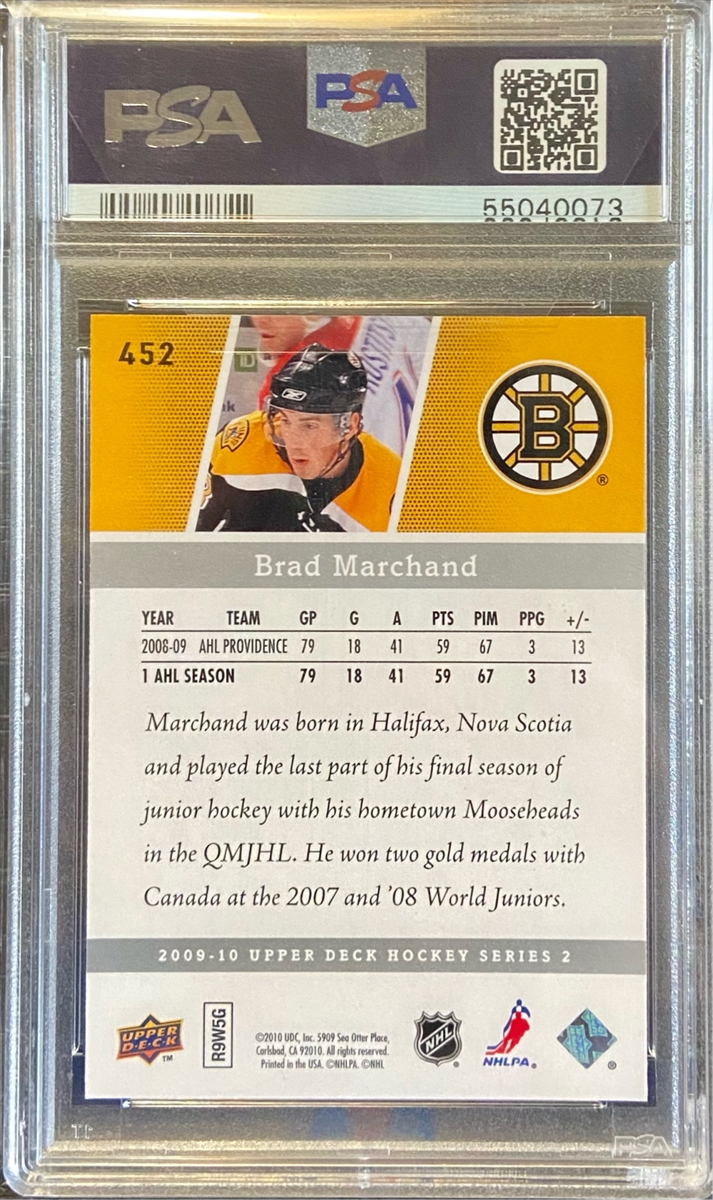 PSA PSA
55040073
452
B
®
Brad Marchand
YEAR TEAM GP G A PTS PIM PPG +/-
2008-09 AHL PROVIDENCE 79 18 41 59 67 3 13
1 AHL SEASON 79 18 41 59 67 3 13
Marchand was born in Halifax, Nova Scotia
and played the last part of his final season of
junior hockey with his hometown Mooseheads
in the QMJHL. He won two gold medals with
Canada at the 2007 and '08 World Juniors.
2009-10 UPPER DECK HOCKEY SERIES 2
UPPER
DECK
™
R9W5G
©2010 UDC, Inc. 5909 Sea Otter Place,
Carlsbad, CA 92010. All rights reserved.
Printed in the USA. ©NHLPA. ©NHL
NHL
NHLPA®
®
PSA